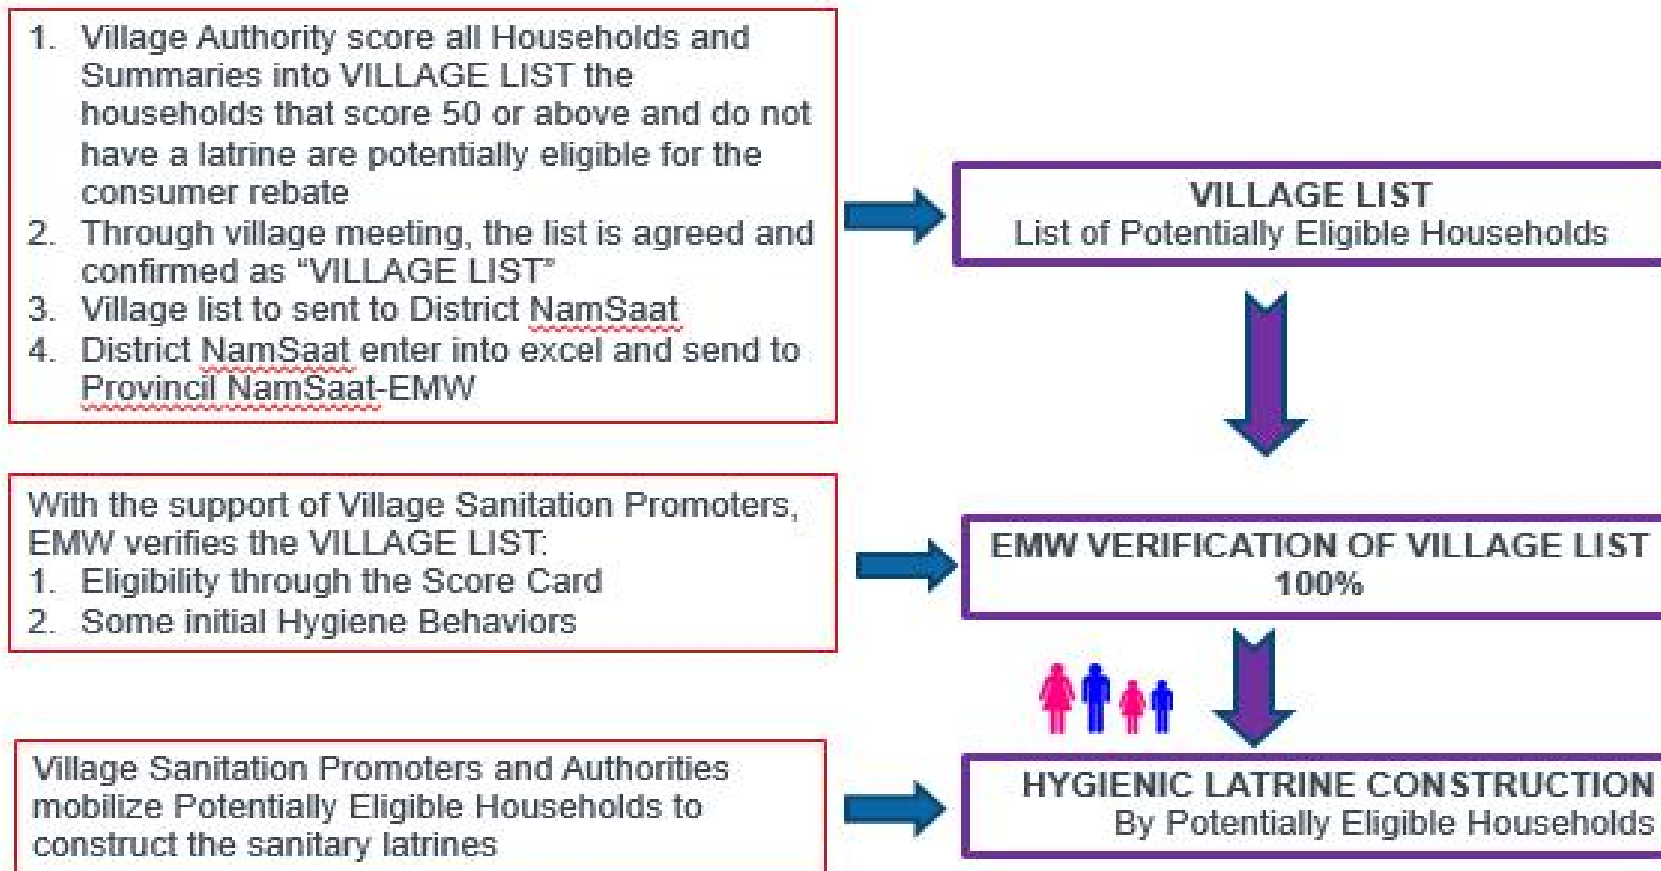 1. Village Authority score all Households and
Summaries into VILLAGE LIST the
households that score 50 or above and do not
have a latrine are potentially eligible for the
consumer rebate
2. Through village meeting, the list is agreed and
confirmed as “VILLAGE LIST”
3. Village list to sent to District NamSaat
4. District NamSaat enter into excel and send to
Provincil NamSaat-EMW
VILLAGE LIST
List of Potentially Eligible Households
With the support of Village Sanitation Promoters,
EMW verifies the VILLAGE LIST:
1. Eligibility through the Score Card
2. Some initial Hygiene Behaviors
EMW VERIFICATION OF VILLAGE LIST
100%
Village Sanitation Promoters and Authorities
mobilize Potentially Eligible Households to
construct the sanitary latrines
HYGIENIC LATRINE CONSTRUCTION
By Potentially Eligible Households